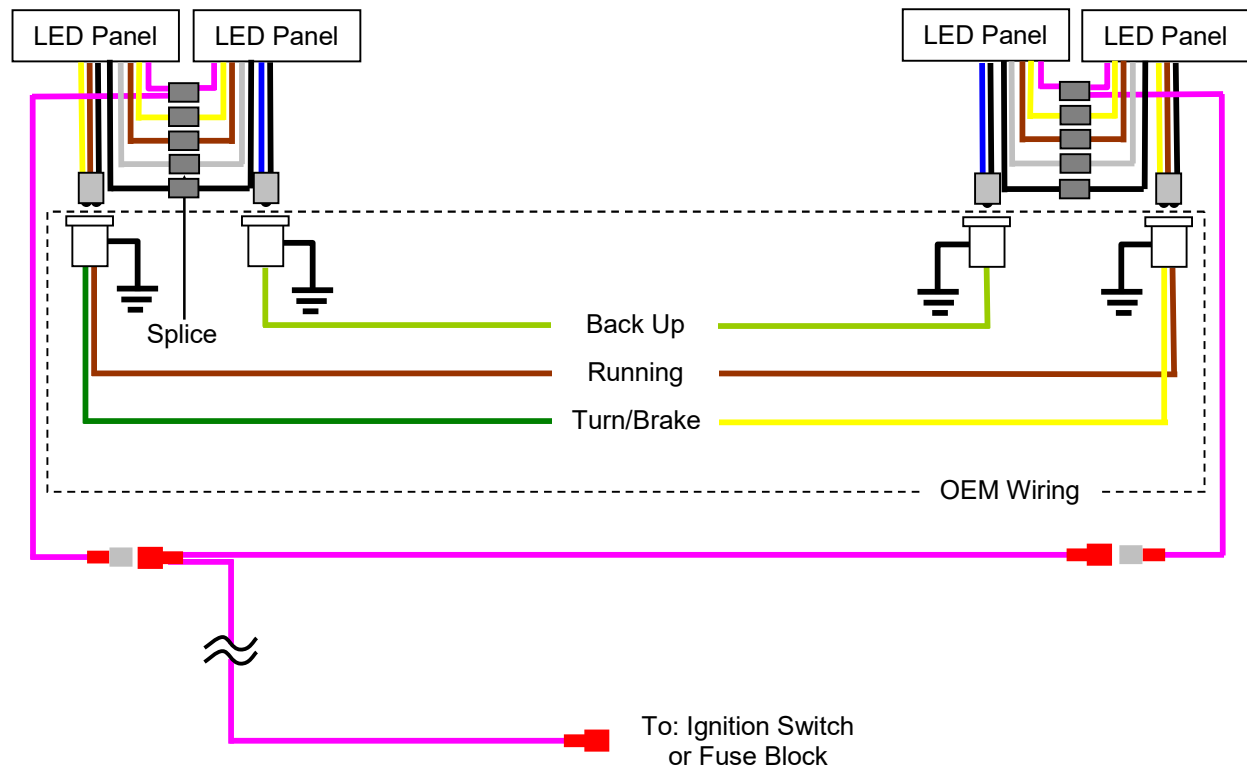 LED Panel
LED Panel
LED Panel
LED Panel
Splice
Back Up
Running
Turn/Brake
OEM Wiring
To: Ignition Switch
or Fuse Block